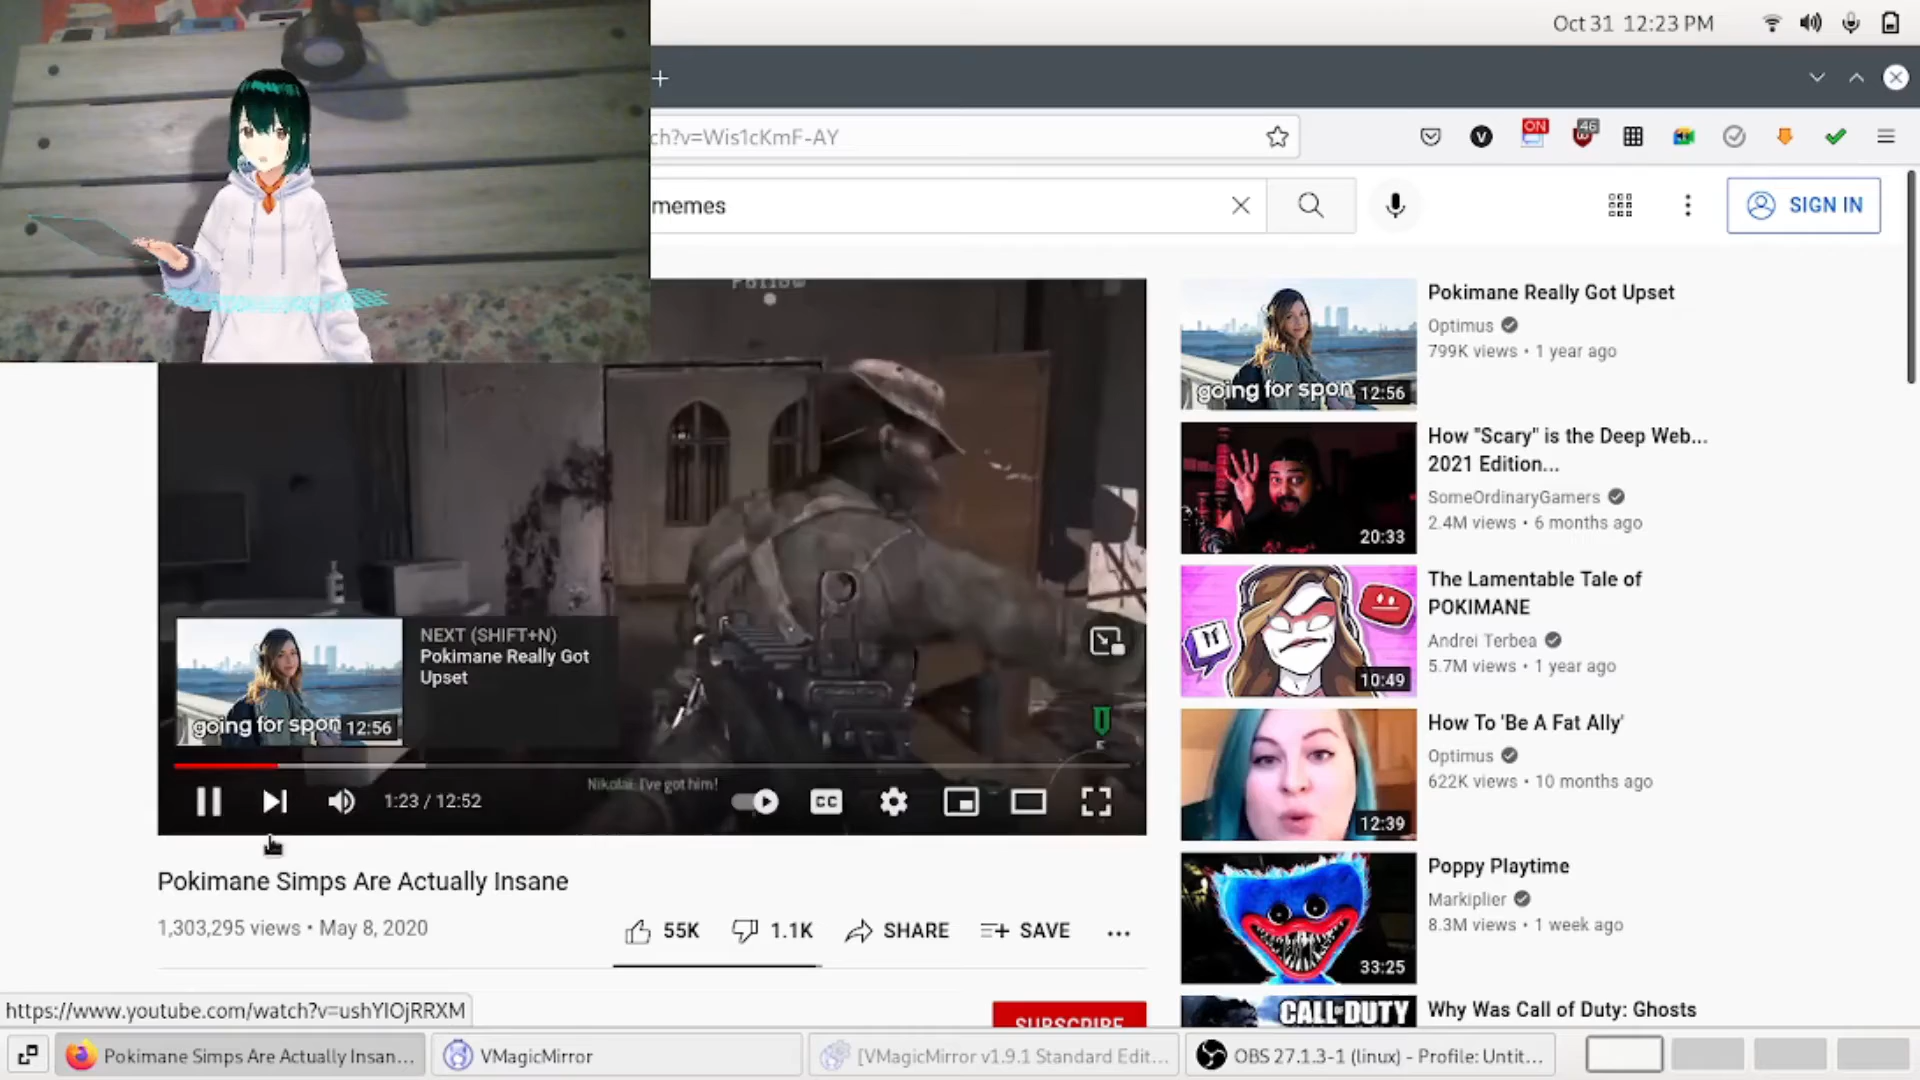 Oct 31 12:23 PM
ch?v=Wis1cKmF-AY
ON
46
memes
SIGN IN
Follow
NEXT (SHIFT+N)
Pokimane Really Got
Upset
going for spon
12:56
Nikolai: I've got him!
1:23 / 12:52
CC
Pokimane Simps Are Actually Insane
1,303,295 views • May 8, 2020
55K
1.1K
SHARE
SAVE
SUBSCRIBE
going for spon
12:56
Pokimane Really Got Upset
Optimus
799K views • 1 year ago
20:33
How "Scary" is the Deep Web...
2021 Edition...
SomeOrdinaryGamers
2.4M views • 6 months ago
10:49
The Lamentable Tale of
POKIMANE
Andrei Terbea
5.7M views • 1 year ago
12:39
How To 'Be A Fat Ally'
Optimus
622K views • 10 months ago
33:25
Poppy Playtime
Markiplier
8.3M views • 1 week ago
CALL OF DUTY
Why Was Call of Duty: Ghosts
https://www.youtube.com/watch?v=ushYIOjRRXM
Pokimane Simps Are Actually Insan...
VMagicMirror
[VMagicMirror v1.9.1 Standard Edit...
OBS 27.1.3-1 (linux) - Profile: Untit...